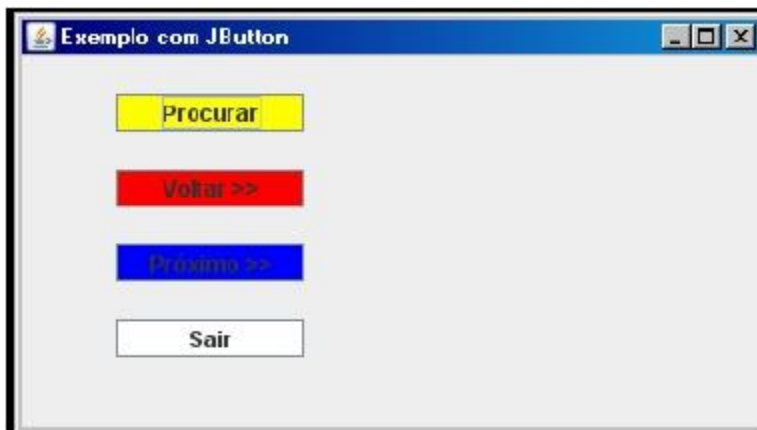 Exemplo com JButton
Procurar
Voltar >>
Próximo >>
Sair